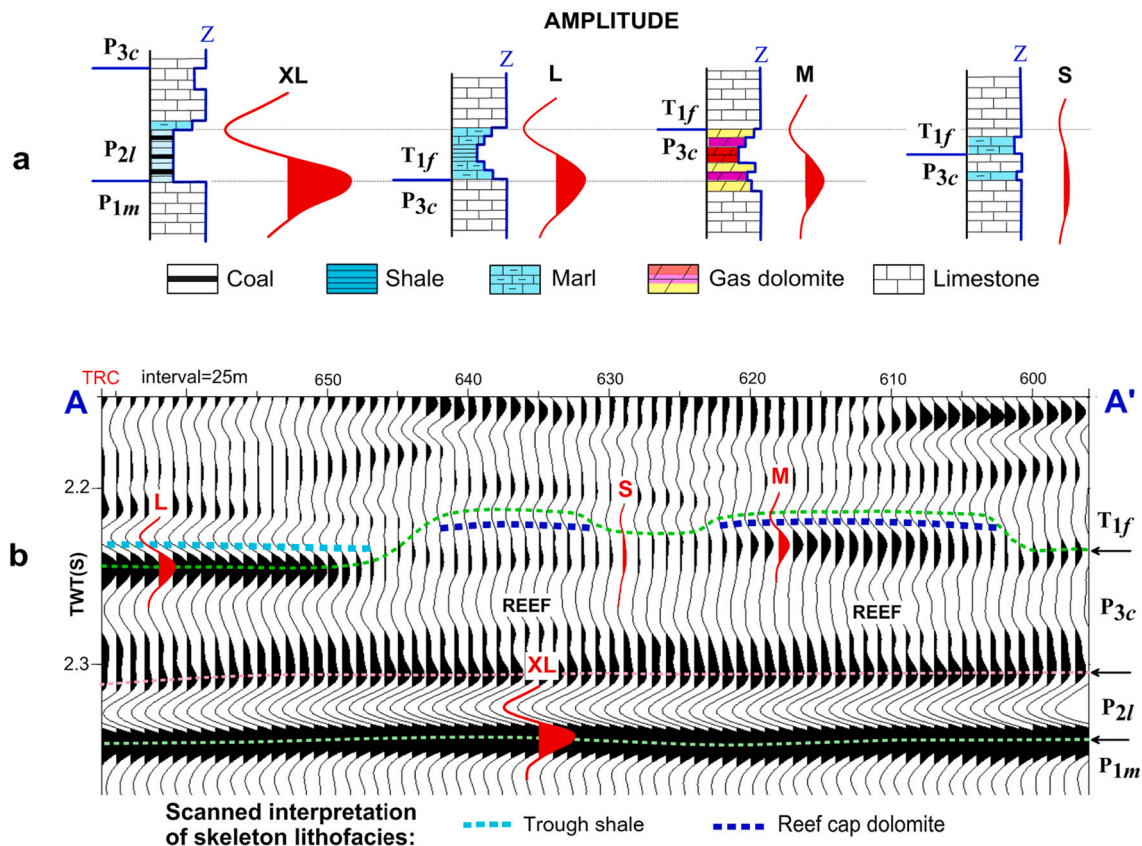 AMPLITUDE
Z
P3c
XL
P2l
P1m
Z
L
T1f
P3c
Z
M
T1f
P3c
Z
S
T1f
P3c
a
Coal
Shale
Marl
Gas dolomite
Limestone
TRC interval=25m 650 640 630 620 610 600
A A'
2.2
L
S
M
T1f
b
TWT(S)
REEF
REEF
P3c
2.3
XL
P2l
P1m
Scanned interpretation
of skeleton lithofacies:
Trough shale
Reef cap dolomite